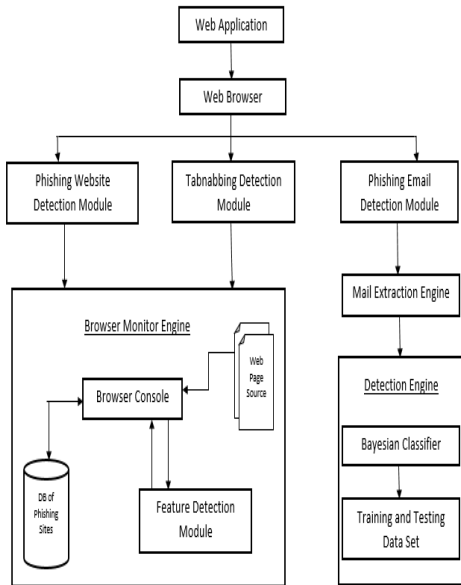 Web Application
Web Browser
Phishing Website
Detection Module
Tabnabbing Detection
Module
Phishing Email
Detection Module
Mail Extraction Engine
Browser Monitor Engine
Web
Page
Source
Browser Console
DB of
Phishing
Sites
Feature Detection
Module
Detection Engine
Bayesian Classifier
Training and Testing
Data Set